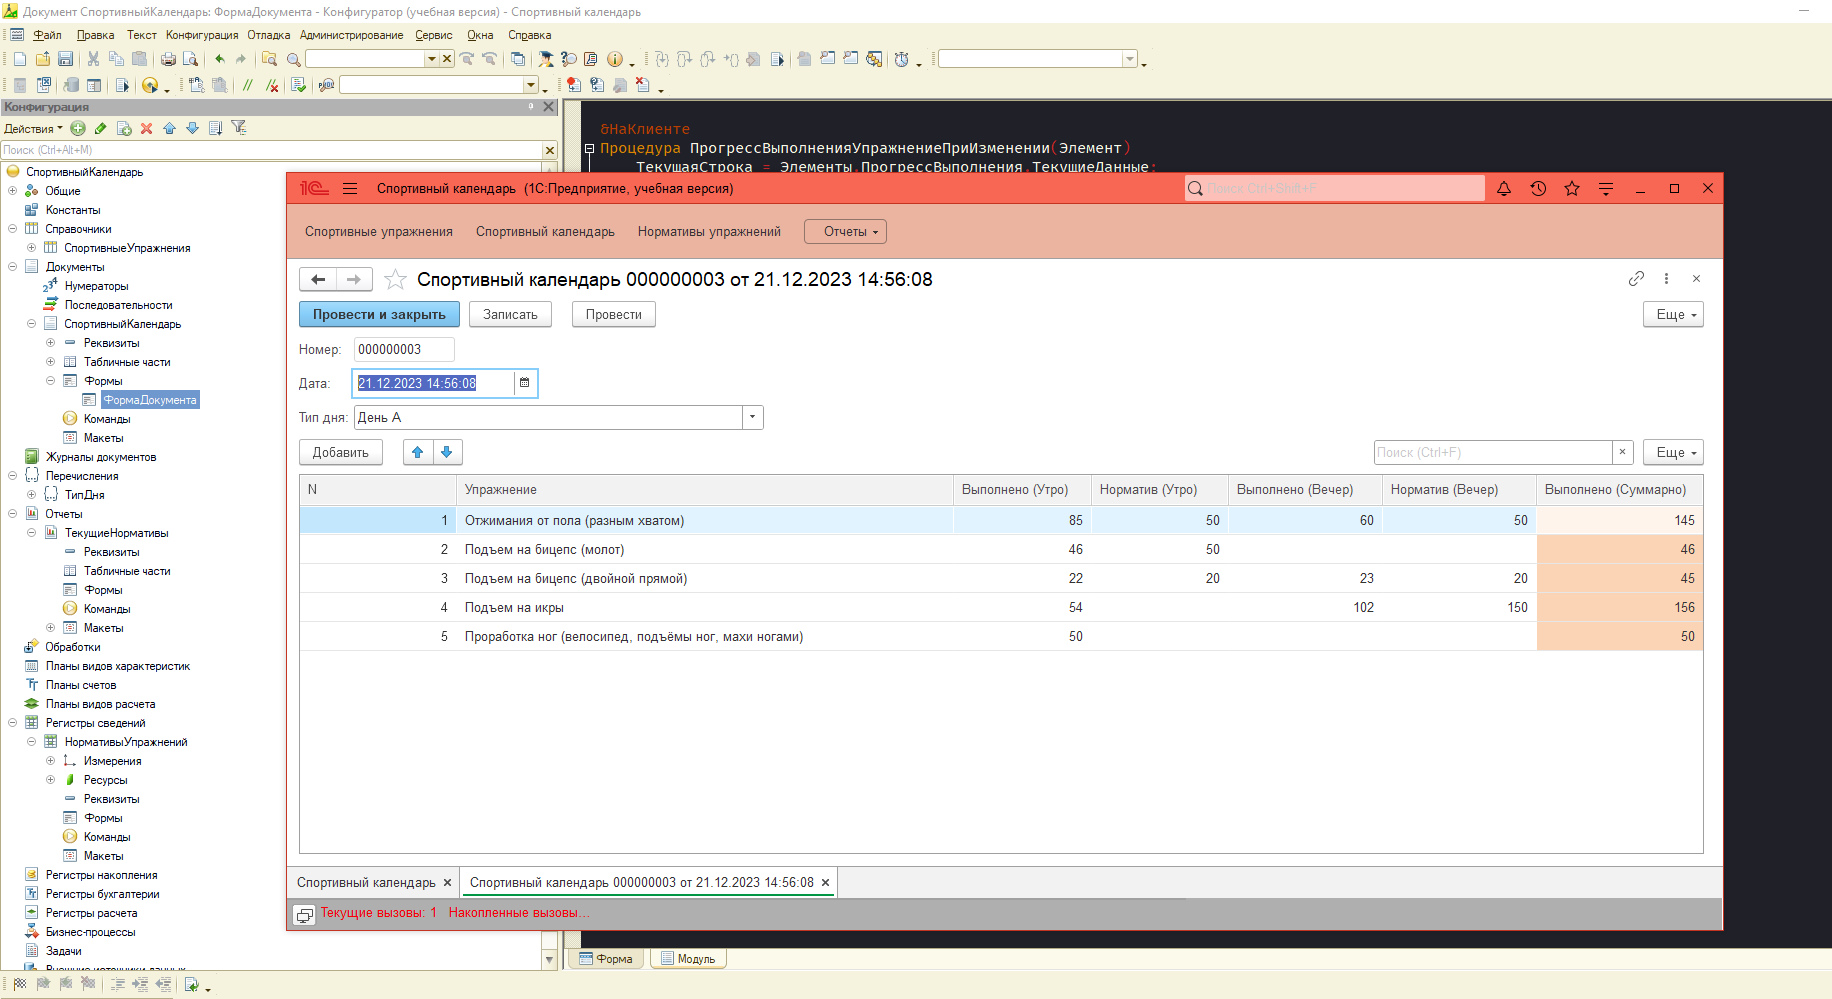 Документ СпортивныйКалендарь: ФормаДокумента - Конфигуратор (учебная версия) - Спортивный календарь
Файл Правка Текст Конфигурация Отладка Администрирование Сервис Окна Справка
Конфигурация
Действия
Поиск (Ctrl+Alt+M)
СпортивныйКалендарь
Общие
Константы
Справочники
СпортивныеУпражнения
Документы
Нумераторы
Последовательности
СпортивныйКалендарь
Реквизиты
Табличные части
Формы
ФормаДокумента
Команды
Макеты
Журналы документов
Перечисления
ТипДня
Отчеты
ТекущиеНормативы
Реквизиты
Табличные части
Формы
Команды
Макеты
Обработки
Планы видов характеристик
Планы счетов
Планы видов расчета
Регистры сведений
НормативыУпражнений
Измерения
Ресурсы
Реквизиты
Формы
Команды
Макеты
Регистры накопления
Регистры бухгалтерии
Регистры расчета
Бизнес-процессы
Задачи
Внешние источники данных
&НаКлиенте
Процедура ПрогрессВыполненияУпражнениеПриИзменении(Элемент)
ТекущаяСтрока = Элементы.ПрогрессВыполнения.ТекущиеДанные;
1С Спортивный календарь (1С:Предприятие, учебная версия) Поиск Ctrl+Shift+F
Спортивные упражнения Спортивный календарь Нормативы упражнений Отчеты
Спортивный календарь 000000003 от 21.12.2023 14:56:08
Провести и закрыть Записать Провести Еще
Номер: 000000003
Дата: 21.12.2023 14:56:08
Тип дня: День А
Добавить Поиск (Ctrl+F) × Еще
N Упражнение Выполнено (Утро) Норматив (Утро) Выполнено (Вечер) Норматив (Вечер) Выполнено (Суммарно)
1 Отжимания от пола (разным хватом) 85 50 60 50 145
2 Подъем на бицепс (молот) 46 50 46
3 Подъем на бицепс (двойной прямой) 22 20 23 20 45
4 Подъем на икры 54 102 150 156
5 Проработка ног (велосипед, подъёмы ног, махи ногами) 50 50
Спортивный календарь × Спортивный календарь 000000003 от 21.12.2023 14:56:08 ×
Текущие вызовы: 1 Накопленные вызовы...
Форма Модуль